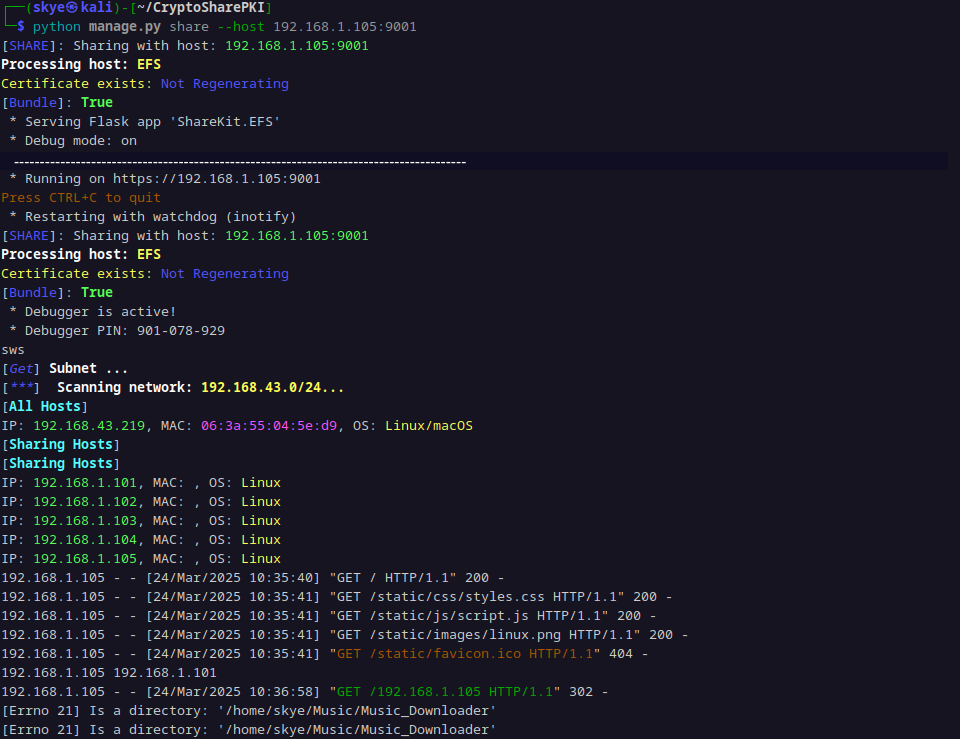 ┌──(skye㉿kali)-[~/CryptoSharePKI]
└─$ python manage.py share --host 192.168.1.105:9001
[SHARE]: Sharing with host: 192.168.1.105:9001
Processing host: EFS
Certificate exists: Not Regenerating
[Bundle]: True
 * Serving Flask app 'ShareKit.EFS'
 * Debug mode: on
-----------------------------------------------------------------------------------------
 * Running on https://192.168.1.105:9001
Press CTRL+C to quit
 * Restarting with watchdog (inotify)
[SHARE]: Sharing with host: 192.168.1.105:9001
Processing host: EFS
Certificate exists: Not Regenerating
[Bundle]: True
 * Debugger is active!
 * Debugger PIN: 901-078-929
sws
[Get] Subnet ...
[***]  Scanning network: 192.168.43.0/24...
[All Hosts]
IP: 192.168.43.219, MAC: 06:3a:55:04:5e:d9, OS: Linux/macOS
[Sharing Hosts]
[Sharing Hosts]
IP: 192.168.1.101, MAC: , OS: Linux
IP: 192.168.1.102, MAC: , OS: Linux
IP: 192.168.1.103, MAC: , OS: Linux
IP: 192.168.1.104, MAC: , OS: Linux
IP: 192.168.1.105, MAC: , OS: Linux
192.168.1.105 - - [24/Mar/2025 10:35:40] "GET / HTTP/1.1" 200 -
192.168.1.105 - - [24/Mar/2025 10:35:41] "GET /static/css/styles.css HTTP/1.1" 200 -
192.168.1.105 - - [24/Mar/2025 10:35:41] "GET /static/js/script.js HTTP/1.1" 200 -
192.168.1.105 - - [24/Mar/2025 10:35:41] "GET /static/images/linux.png HTTP/1.1" 200 -
192.168.1.105 - - [24/Mar/2025 10:35:41] "GET /static/favicon.ico HTTP/1.1" 404 -
192.168.1.105 192.168.1.101
192.168.1.105 - - [24/Mar/2025 10:36:58] "GET /192.168.1.105 HTTP/1.1" 302 -
[Errno 21] Is a directory: '/home/skye/Music/Music_Downloader'
[Errno 21] Is a directory: '/home/skye/Music/Music_Downloader'